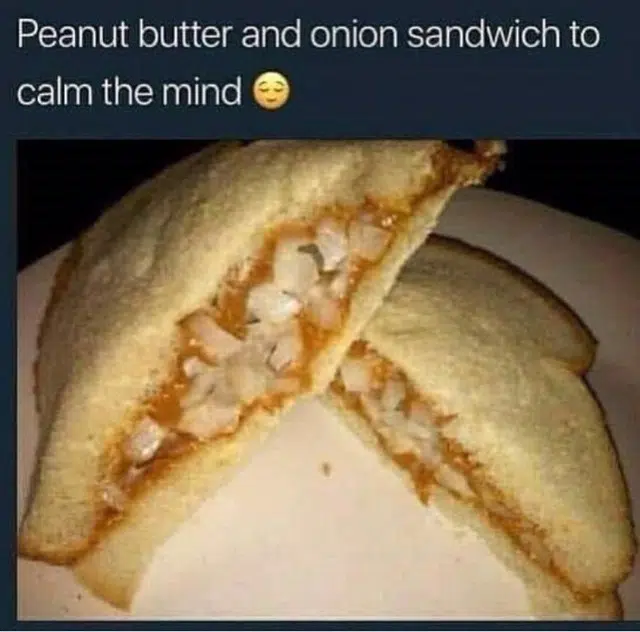 Peanut butter and onion sandwich to
calm the mind 😌